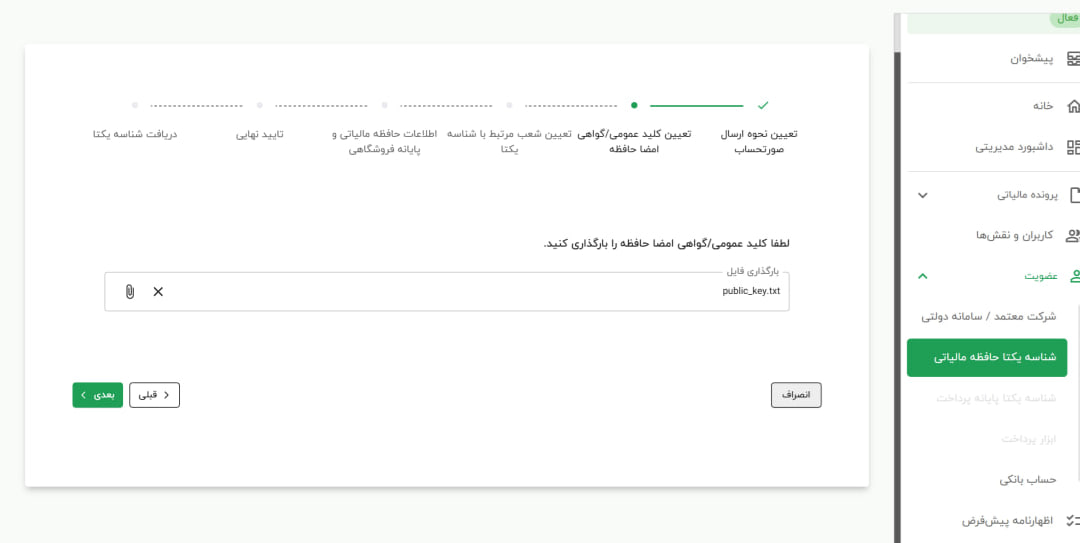 فعال
پیشخوان
خانه
داشبورد مدیریتی
پرونده مالیاتی
کاربران و نقش‌ها
عضویت
شرکت معتمد / سامانه دولتی
شناسه یکتا حافظه مالیاتی
شناسه یکتا پایانه پرداخت
ابزار پرداخت
حساب بانکی
اظهارنامه پیش‌فرض
تعیین نحوه ارسال
صورتحساب
تعیین کلید عمومی/گواهی
امضا حافظه
تعیین شعب مرتبط با شناسه
یکتا
اطلاعات حافظه مالیاتی و
پایانه فروشگاهی
تایید نهایی
دریافت شناسه یکتا
لطفا کلید عمومی/گواهی امضا حافظه را بارگذاری کنید.
بارگذاری فایل
public_key.txt
انصراف
قبلی
بعدی